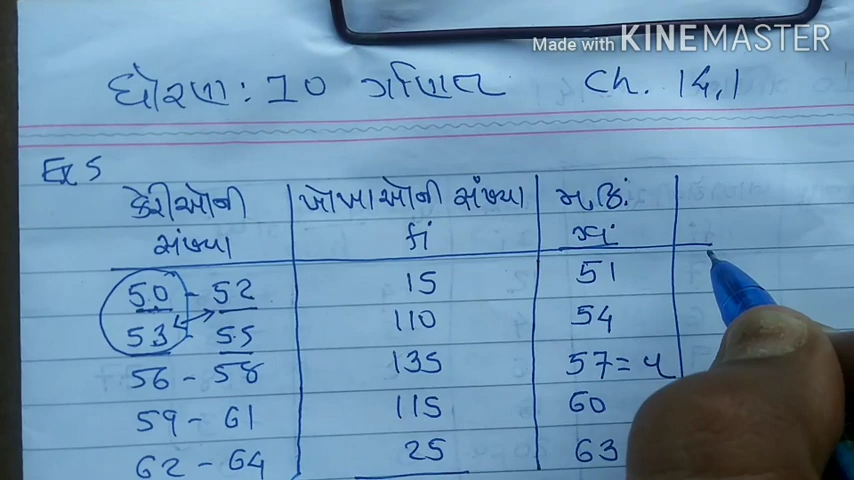 Made with KINEMASTER
ધોરણ : 10 ગણિત Ch. 14.1
Ex 5
કેરીઓની ખોખાઓની સંખ્યા મ.કિં
સંખ્યા fi xi
50 - 52 15 51
53 - 55 110 54
56 - 58 135 57 = a
59 - 61 115 60
62 - 64 25 63